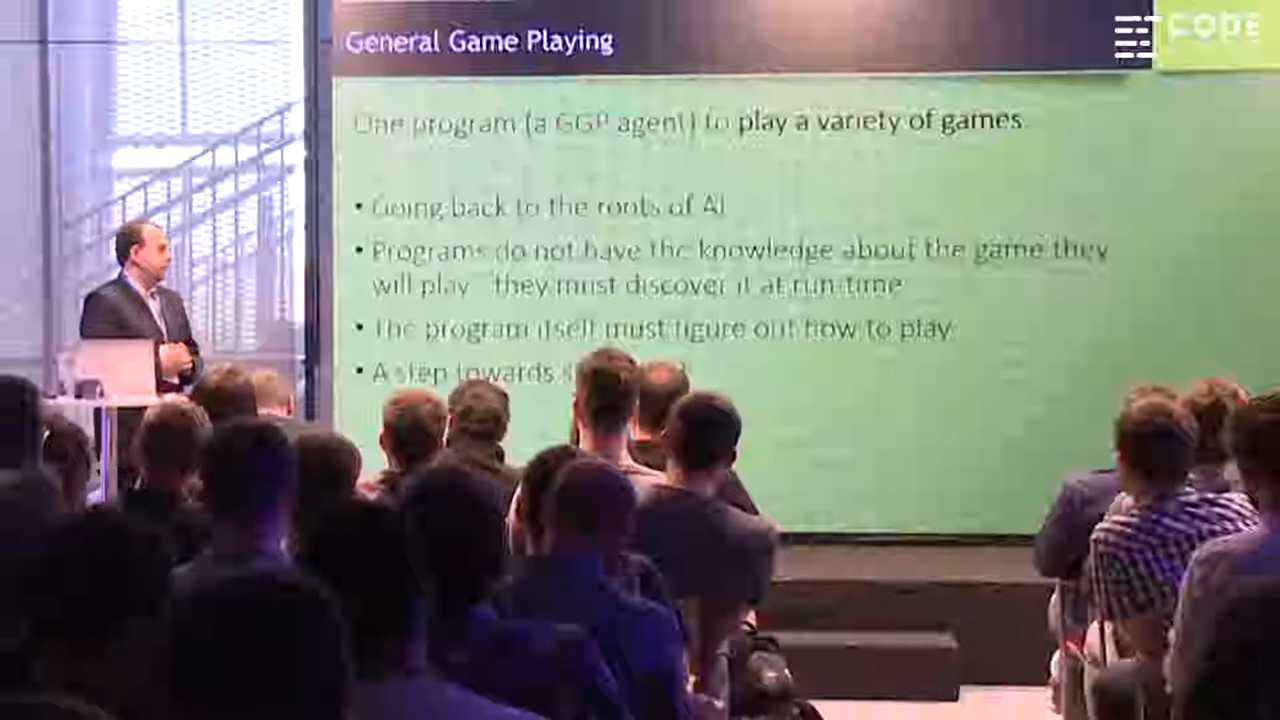 General Game Playing
CODE
One program (a GGP agent) to play a variety of games
• Going back to the roots of AI
• Programs do not have the knowledge about the game they
will play they must discover it at run-time
• The program itself must figure out how to play
• A step towards